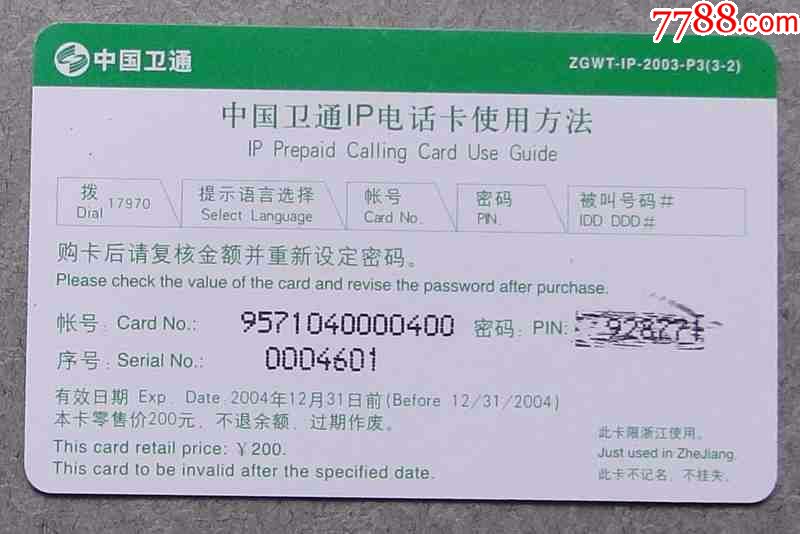 7788.com
中国卫通
ZGWT-IP-2003-P3(3-2)
中国卫通IP电话卡使用方法
IP Prepaid Calling Card Use Guide
拨 Dial 17970
提示语言选择 Select Language
帐号 Card No.
密码 PIN.
被叫号码# IDD DDD#
购卡后请复核金额并重新设定密码。
Please check the value of the card and revise the password after purchase.
帐号: Card No.: 9571040000400 密码: PIN:
序号: Serial No.: 0004601
有效日期 Exp. Date 2004年12月31日前(Before 12/31/2004)
本卡零售价200元, 不退余额, 过期作废。
This card retail price: ¥200.
This card to be invalid after the specified date.
此卡限浙江使用。
Just used in ZheJiang.
此卡不记名, 不挂失。